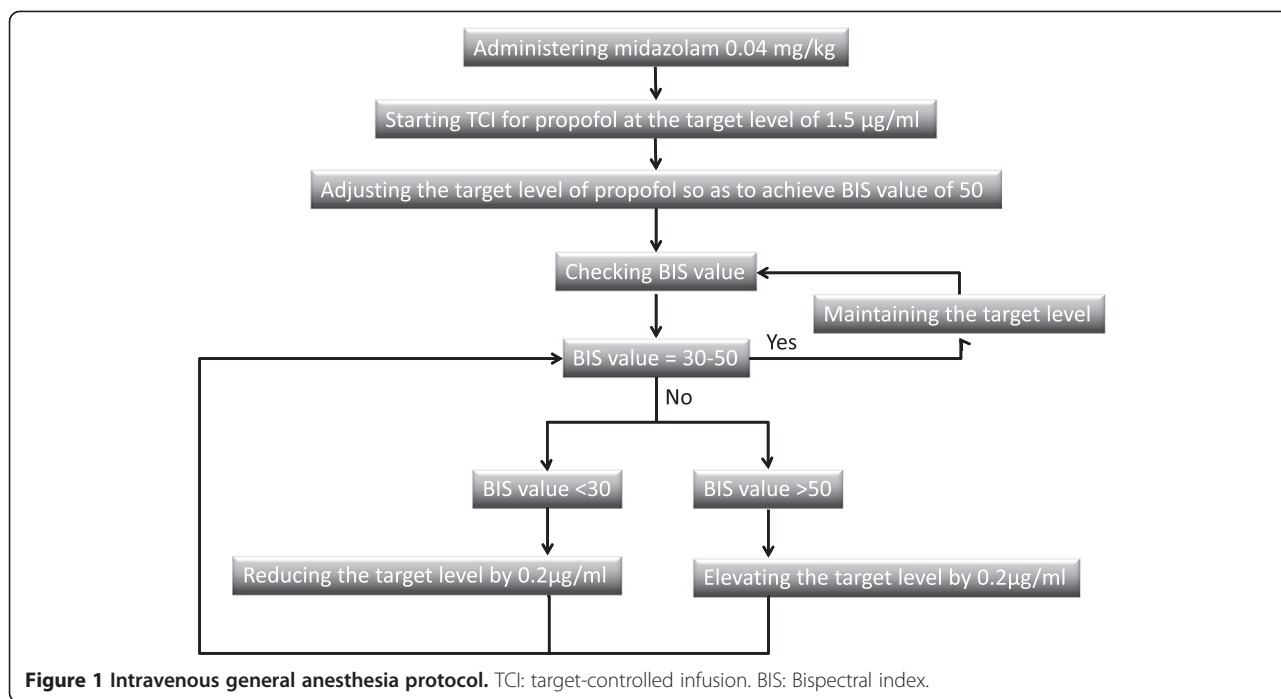 Administering midazolam 0.04 mg/kg
Starting TCI for propofol at the target level of 1.5 µg/ml
Adjusting the target level of propofol so as to achieve BIS value of 50
Checking BIS value
Maintaining the target level
BIS value = 30-50
Yes
No
BIS value <30
BIS value >50
Reducing the target level by 0.2µg/ml
Elevating the target level by 0.2µg/ml
Figure 1 Intravenous general anesthesia protocol. TCI: target-controlled infusion. BIS: Bispectral index.